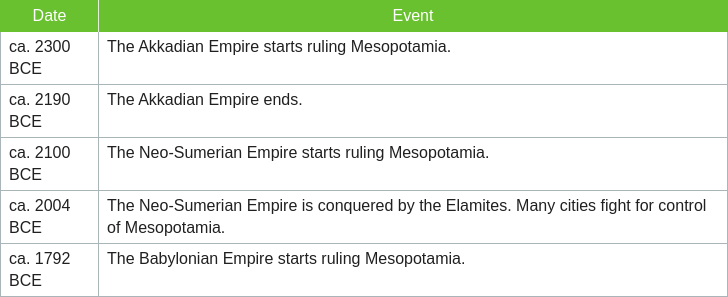 Date Event
ca. 2300 The Akkadian Empire starts ruling Mesopotamia.
BCE
ca. 2190 The Akkadian Empire ends.
BCE
ca. 2100 The Neo-Sumerian Empire starts ruling Mesopotamia.
BCE
ca. 2004 The Neo-Sumerian Empire is conquered by the Elamites. Many cities fight for control
BCE of Mesopotamia.
ca. 1792 The Babylonian Empire starts ruling Mesopotamia.
BCE